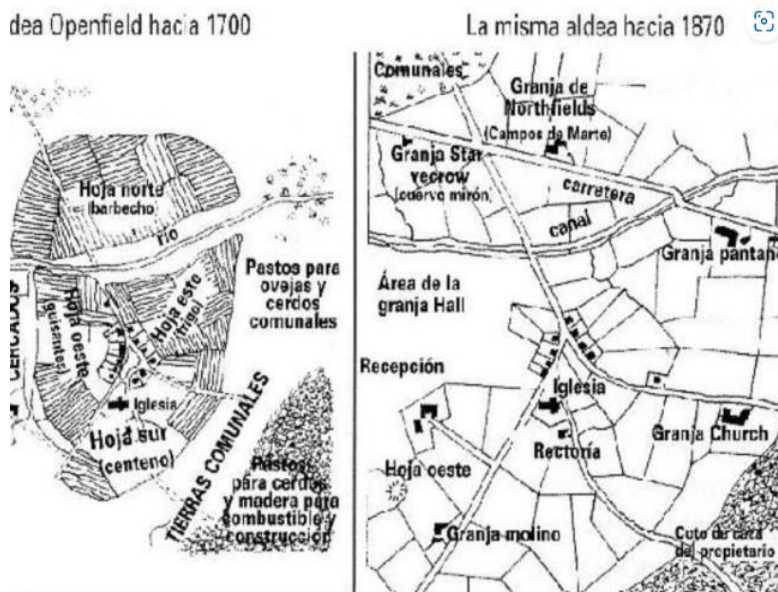 dea Openfield hacia 1700
Hoja norte
(barbecho)
río
CERCADOS
Hoja oeste
(guisantes)
Hoja este
(trigo)
Pastos para
ovejas y
cerdos
comunales
Iglesia
Hoja sur
(centeno)
TIERRAS COMUNALES
Pastos
para cerdos
y madera para
combustible y
construcción
La misma aldea hacia 1870
Comunales
Granja de
Northfields
(Campos de Marte)
Granja Star
vecrow
(cuervo mirón)
carretera
canal
Granja pantano
Área de la
granja Hall
Recepción
Iglesia
Rectoría
Granja Church
Hoja oeste
Granja molino
Coto de caza
del propietario